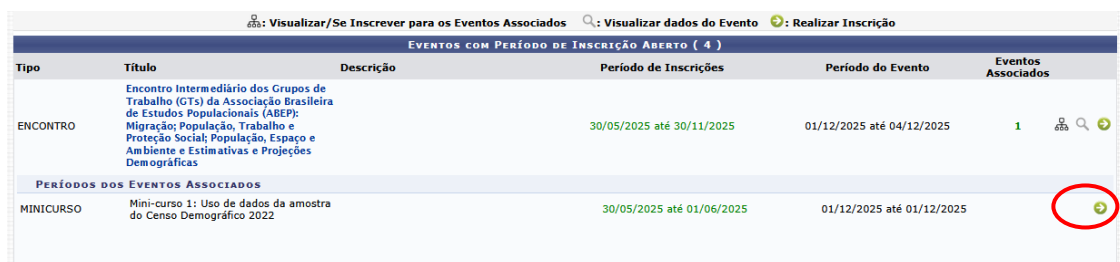 : Visualizar/Se Inscrever para os Eventos Associados : Visualizar dados do Evento : Realizar Inscrição
Eventos com Período de Inscrição Aberto ( 4 )
Tipo Título Descrição Período de Inscrições Período do Evento Eventos Associados
Encontro Intermediário dos Grupos de
Trabalho (GTs) da Associação Brasileira
de Estudos Populacionais (ABEP):
ENCONTRO Migração; População, Trabalho e 30/05/2025 até 30/11/2025 01/12/2025 até 04/12/2025 1
Proteção Social; População, Espaço e
Ambiente e Estimativas e Projeções
Demográficas
Períodos dos Eventos Associados
MINICURSO Mini-curso 1: Uso de dados da amostra 30/05/2025 até 01/06/2025 01/12/2025 até 01/12/2025
do Censo Demográfico 2022